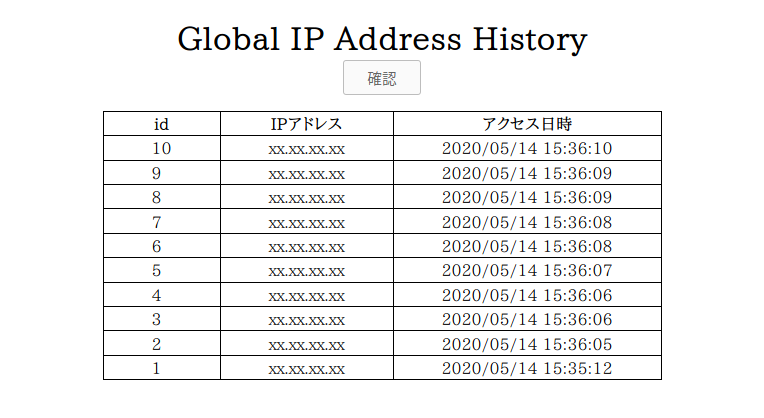 Global IP Address History
確認
id IPアドレス アクセス日時
10 xx.xx.xx.xx 2020/05/14 15:36:10
9 xx.xx.xx.xx 2020/05/14 15:36:09
8 xx.xx.xx.xx 2020/05/14 15:36:09
7 xx.xx.xx.xx 2020/05/14 15:36:08
6 xx.xx.xx.xx 2020/05/14 15:36:08
5 xx.xx.xx.xx 2020/05/14 15:36:07
4 xx.xx.xx.xx 2020/05/14 15:36:06
3 xx.xx.xx.xx 2020/05/14 15:36:06
2 xx.xx.xx.xx 2020/05/14 15:36:05
1 xx.xx.xx.xx 2020/05/14 15:35:12